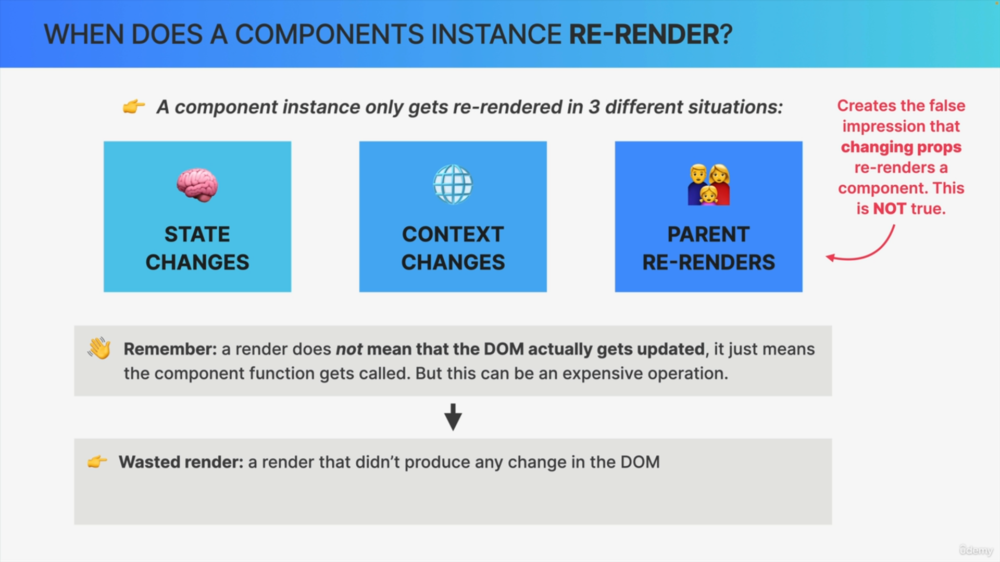 WHEN DOES A COMPONENTS INSTANCE RE-RENDER?
A component instance only gets re-rendered in 3 different situations:
Creates the false
impression that
changing props
re-renders a
component. This
is NOT true.
STATE
CHANGES
CONTEXT
CHANGES
PARENT
RE-RENDERS
Remember: a render does not mean that the DOM actually gets updated, it just means
the component function gets called. But this can be an expensive operation.
Wasted render: a render that didn’t produce any change in the DOM
ûdemy